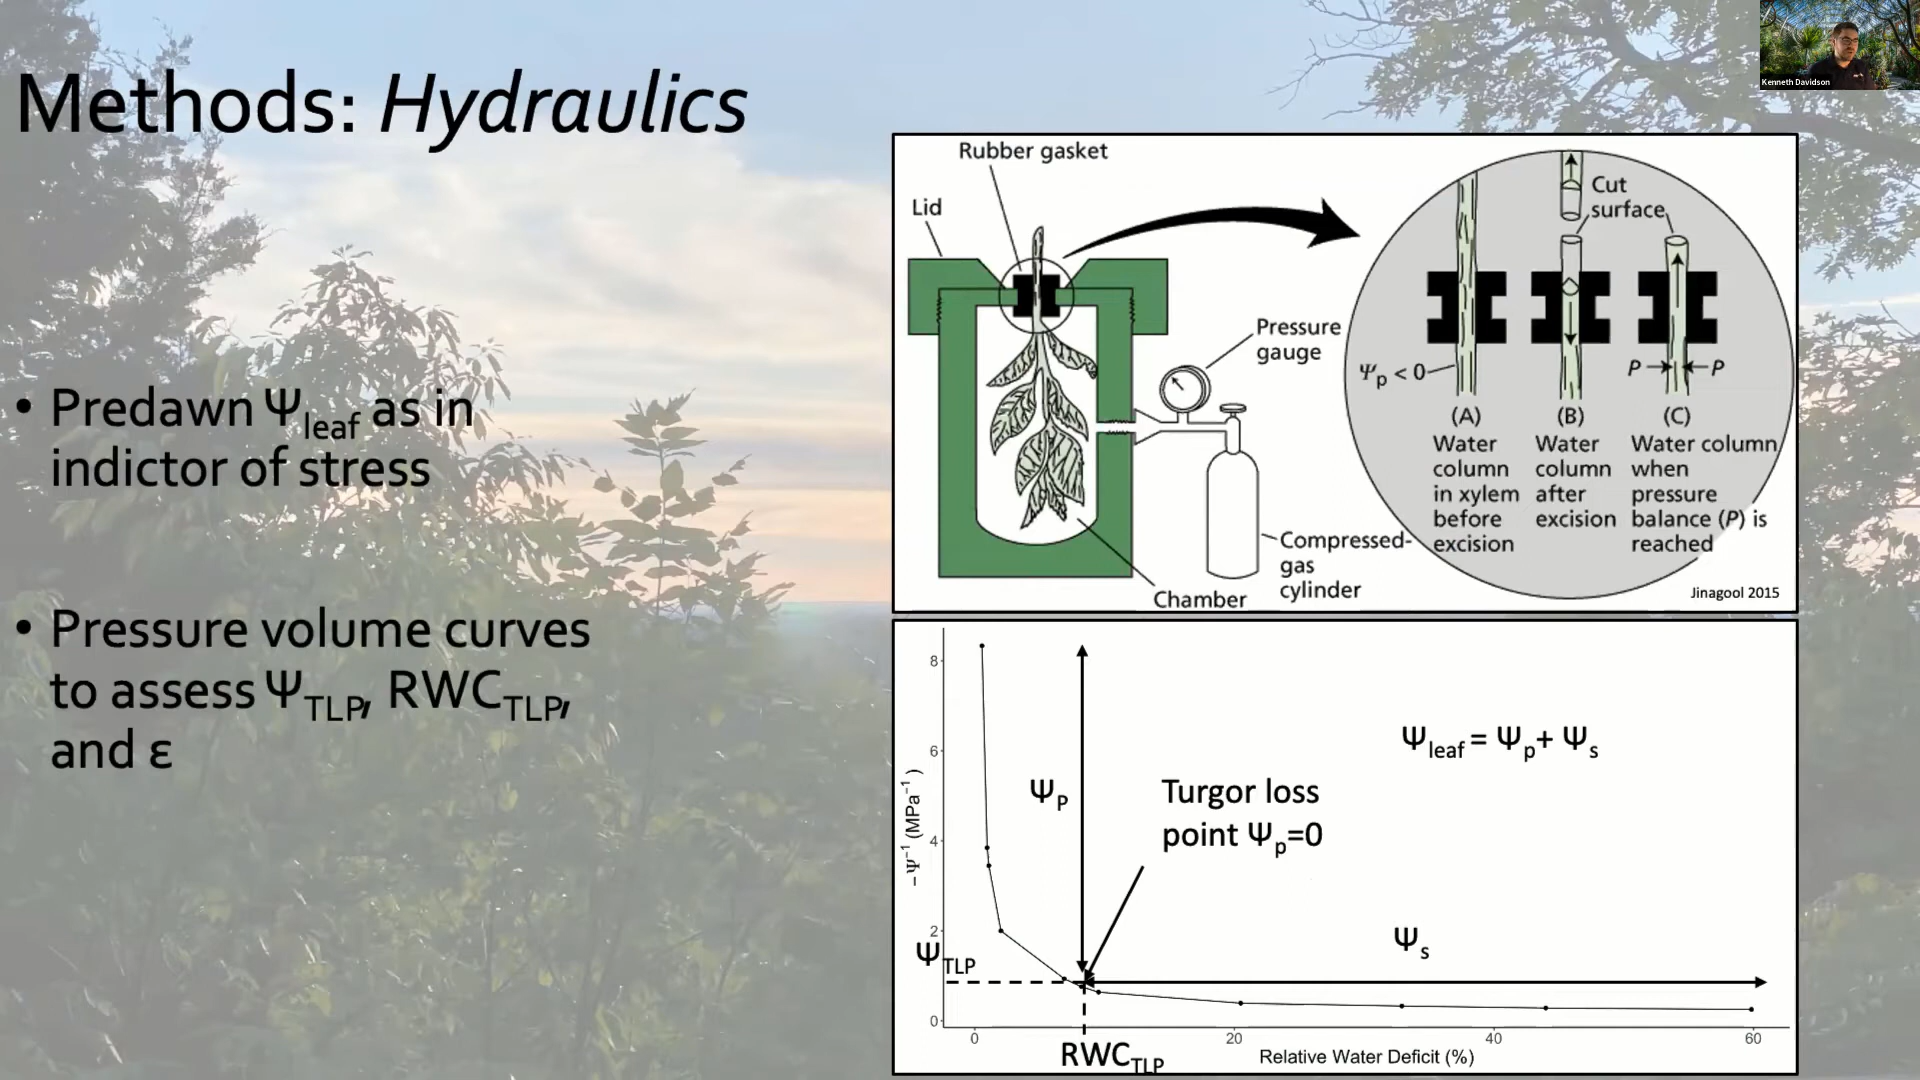 Kenneth Davidson
Methods: Hydraulics
• Predawn Ψleaf as in
indictor of stress
• Pressure volume curves
to assess ΨTLP, RWCTLP,
and ε
Rubber gasket
Lid
Pressure
gauge
Compressed-
gas
cylinder
Chamber
Cut
surface
Ψp < 0
P P
(A)
Water
column
in xylem
before
excision
(B)
Water
column
after
excision
(C)
Water column
when
pressure
balance (P) is
reached
Jinagool 2015
−Ψ⁻¹ (MPa⁻¹)
8
6
4
2
0
ΨP
Turgor loss
point Ψp=0
Ψleaf = Ψp+ Ψs
Ψs
ΨTLP
0 20 40 60
RWCTLP
Relative Water Deficit (%)